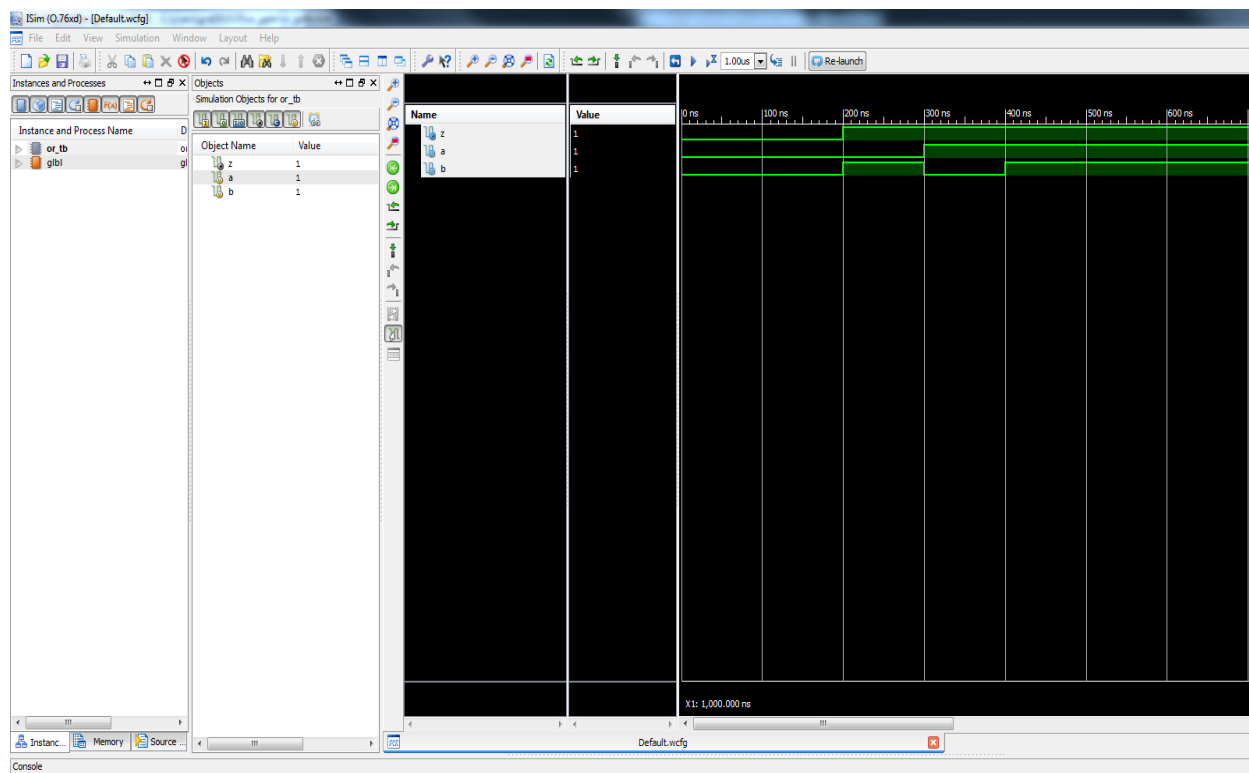 ISim (O.76xd) - [Default.wcfg]
File Edit View Simulation Window Layout Help
1.00us Re-launch
Instances and Processes
Objects
Simulation Objects for or_tb
Instance and Process Name D
or_tb or
glbl gl
Object Name Value
z 1
a 1
b 1
Name Value
z 1
a 1
b 1
0 ns 100 ns 200 ns 300 ns 400 ns 500 ns 600 ns
X1: 1,000.000 ns
Instanc... Memory Source ...
Default.wcfg
Console